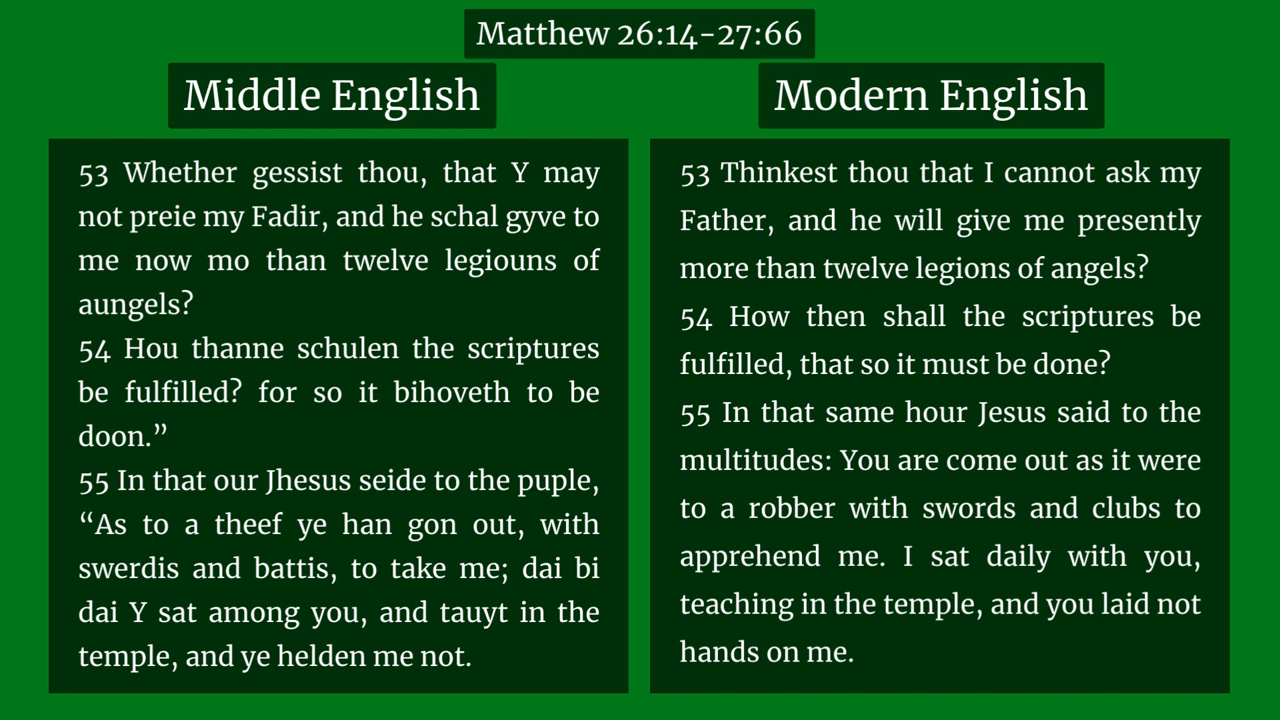 Matthew 26:14-27:66
Middle English
53 Whether gessist thou, that Y may
not preie my Fadir, and he schal gyve to
me now mo than twelve legiouns of
aungels?
54 Hou thanne schulen the scriptures
be fulfilled? for so it bihoveth to be
doon.”
55 In that our Jhesus seide to the puple,
“As to a theef ye han gon out, with
swerdis and battis, to take me; dai bi
dai Y sat among you, and tauyt in the
temple, and ye helden me not.
Modern English
53 Thinkest thou that I cannot ask my
Father, and he will give me presently
more than twelve legions of angels?
54 How then shall the scriptures be
fulfilled, that so it must be done?
55 In that same hour Jesus said to the
multitudes: You are come out as it were
to a robber with swords and clubs to
apprehend me. I sat daily with you,
teaching in the temple, and you laid not
hands on me.